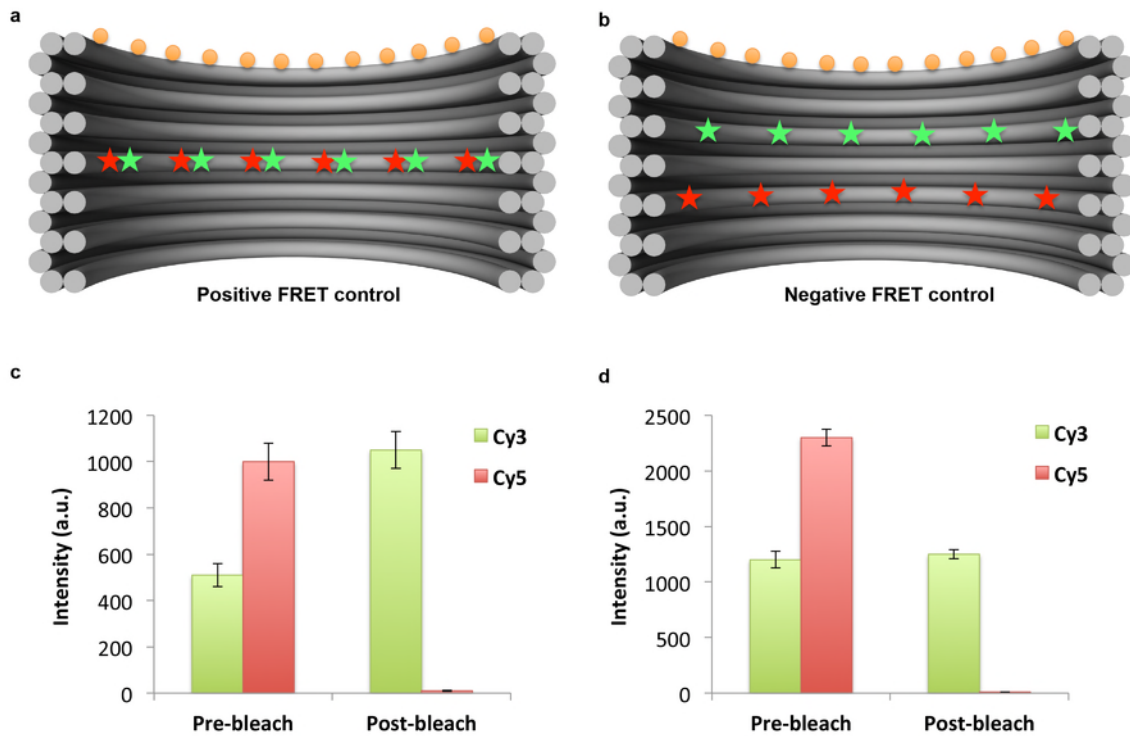 a
Positive FRET control
b
Negative FRET control
c
Intensity (a.u.)
1200
1000
800
600
400
200
0
Cy3
Cy5
Pre-bleach
Post-bleach
d
Intensity (a.u.)
2500
2000
1500
1000
500
0
Cy3
Cy5
Pre-bleach
Post-bleach